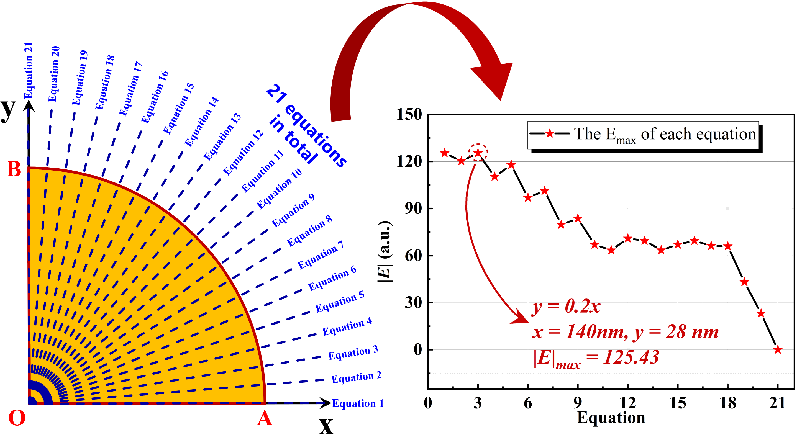 Equation 21
Equation 20
Equation 19
Equation 18
Equation 17
Equation 16
Equation 15
Equation 14
Equation 13
Equation 12
Equation 11
Equation 10
Equation 9
Equation 8
Equation 7
Equation 6
Equation 5
Equation 4
Equation 3
Equation 2
Equation 1
21 equations
in total
y
B
O
A
x
150
120
90
60
30
0
|E| (a.u.)
The Emax of each equation
y = 0.2x
x = 140nm, y = 28 nm
|E|max = 125.43
0 3 6 9 12 15 18 21
Equation